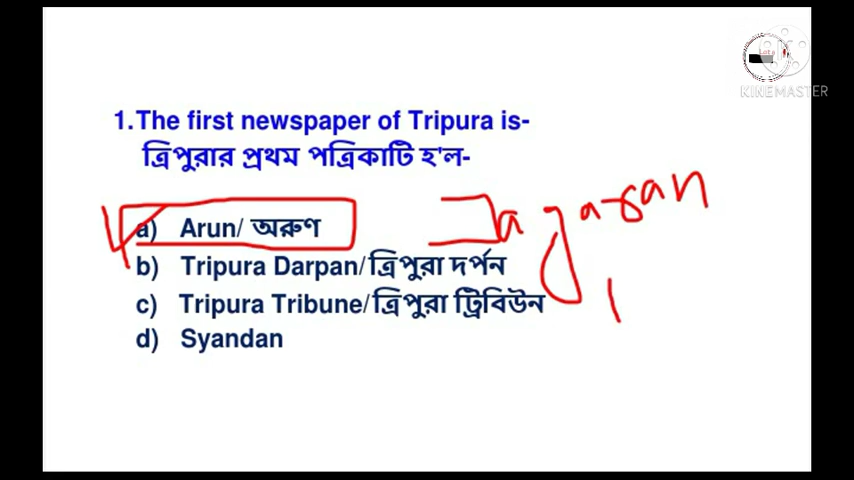 KINEMASTER
1. The first newspaper of Tripura is-
ত্রিপুরার প্রথম পত্রিকাটি হ'ল-
a) Arun/ অরুণ
Jagaran
b) Tripura Darpan/ত্রিপুরা দর্পন
c) Tripura Tribune/ত্রিপুরা ট্রিবিউন
d) Syandan